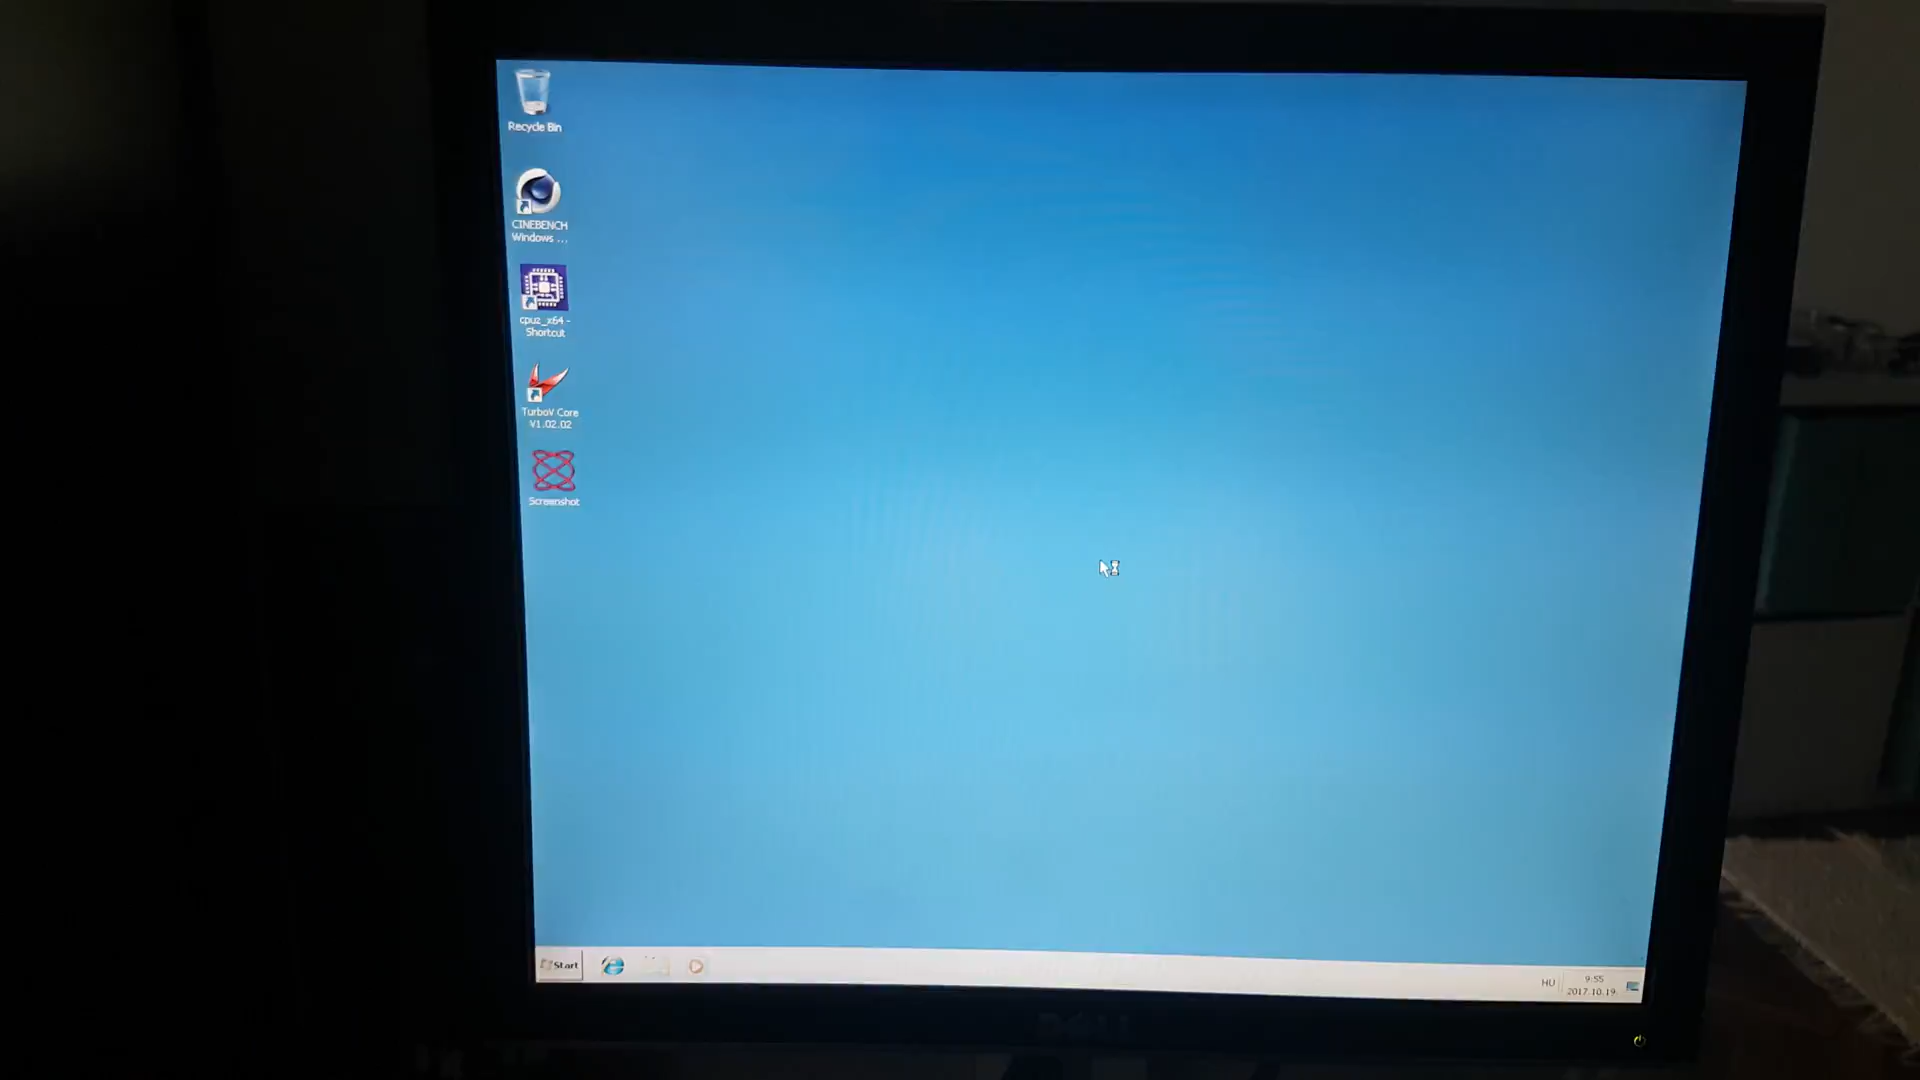 Recycle Bin
CINEBENCH
Windows ...
cpuz_x64 -
Shortcut
TurboV Core
V1.02.02
Screenshot
Start
HU
9:55
2017.10.19.
DELL